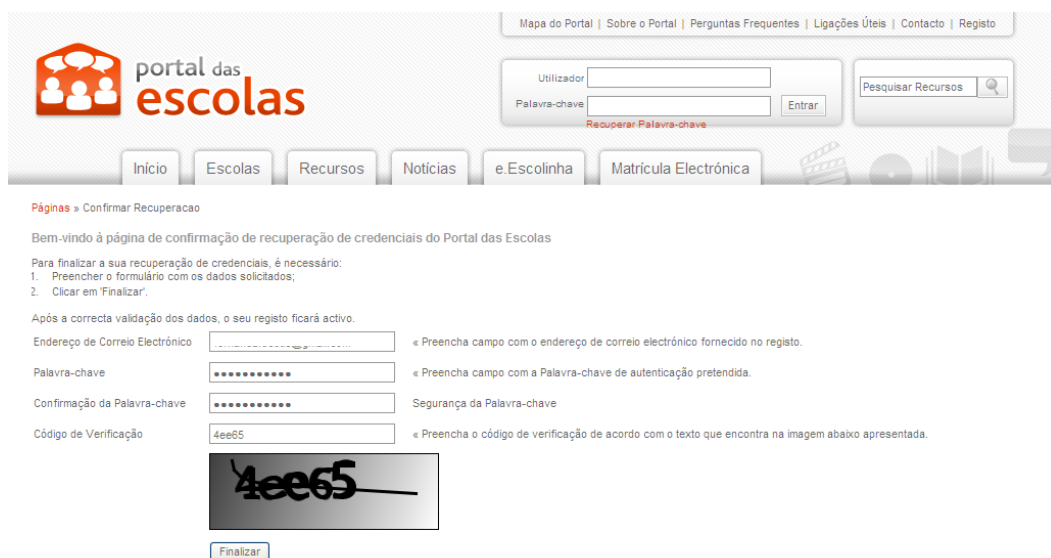 Mapa do Portal | Sobre o Portal | Perguntas Frequentes | Ligações Úteis | Contacto | Registo
portal das
escolas
Utilizador
Palavra-chave
Entrar
Recuperar Palavra-chave
Pesquisar Recursos
Início
Escolas
Recursos
Notícias
e.Escolinha
Matrícula Electrónica
Páginas » Confirmar Recuperacao
Bem-vindo à página de confirmação de recuperação de credenciais do Portal das Escolas
Para finalizar a sua recuperação de credenciais, é necessário:
1. Preencher o formulário com os dados solicitados;
2. Clicar em 'Finalizar'.
Após a correcta validação dos dados, o seu registo ficará activo.
Endereço de Correio Electrónico « Preencha campo com o endereço de correio electrónico fornecido no registo.
Palavra-chave ●●●●●●●●●●● « Preencha campo com a Palavra-chave de autenticação pretendida.
Confirmação da Palavra-chave ●●●●●●●●●●● Segurança da Palavra-chave
Código de Verificação 4ee65 « Preencha o código de verificação de acordo com o texto que encontra na imagem abaixo apresentada.
4ee65
Finalizar